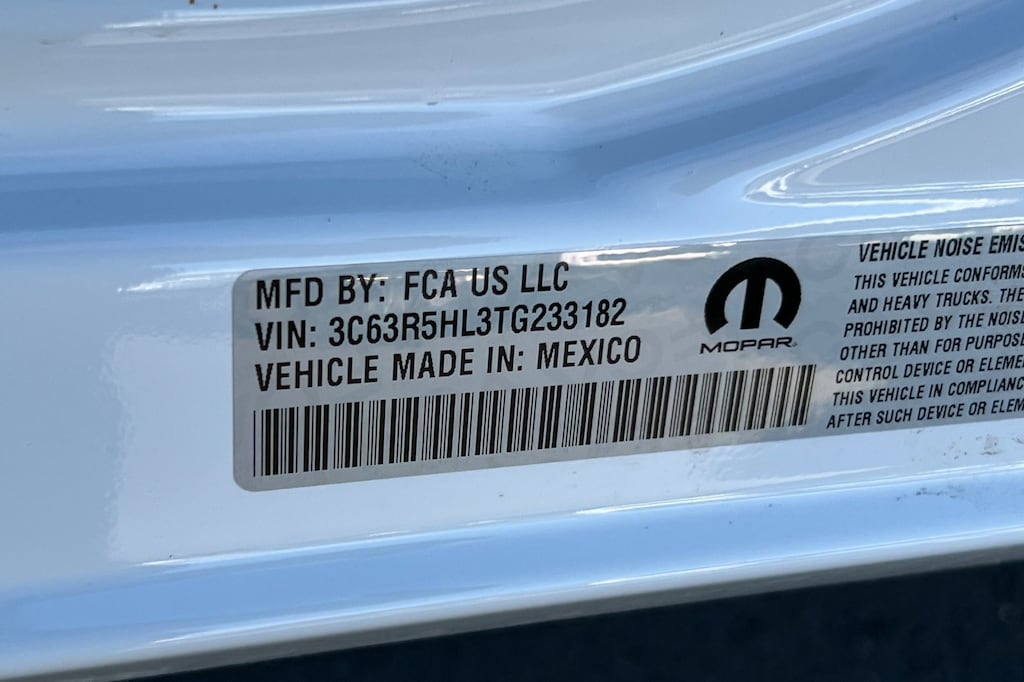 MFD BY: FCA US LLC
VIN: 3C63R5HL3TG233182
VEHICLE MADE IN: MEXICO
MOPAR®
VEHICLE NOISE EMIS
THIS VEHICLE CONFORMS
AND HEAVY TRUCKS. THE
PROHIBITED BY THE NOISE
OTHER THAN FOR PURPOSE
CONTROL DEVICE OR ELEME
THIS VEHICLE IN COMPLIANC
AFTER SUCH DEVICE OR ELEM